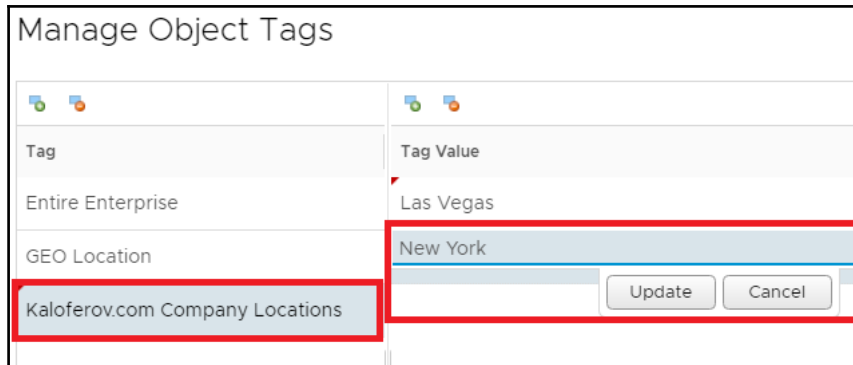 Manage Object Tags
Tag
Tag Value
Entire Enterprise
Las Vegas
GEO Location
New York
Kaloferov.com Company Locations
Update
Cancel